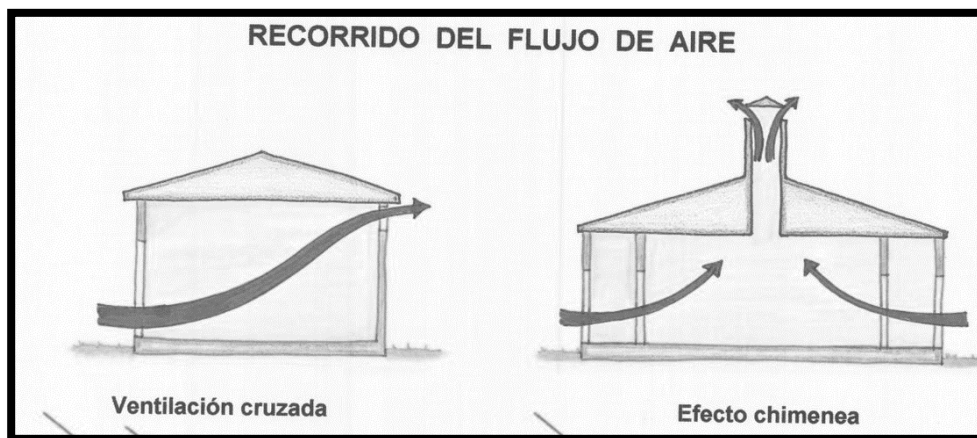 RECORRIDO DEL FLUJO DE AIRE
Ventilación cruzada
Efecto chimenea